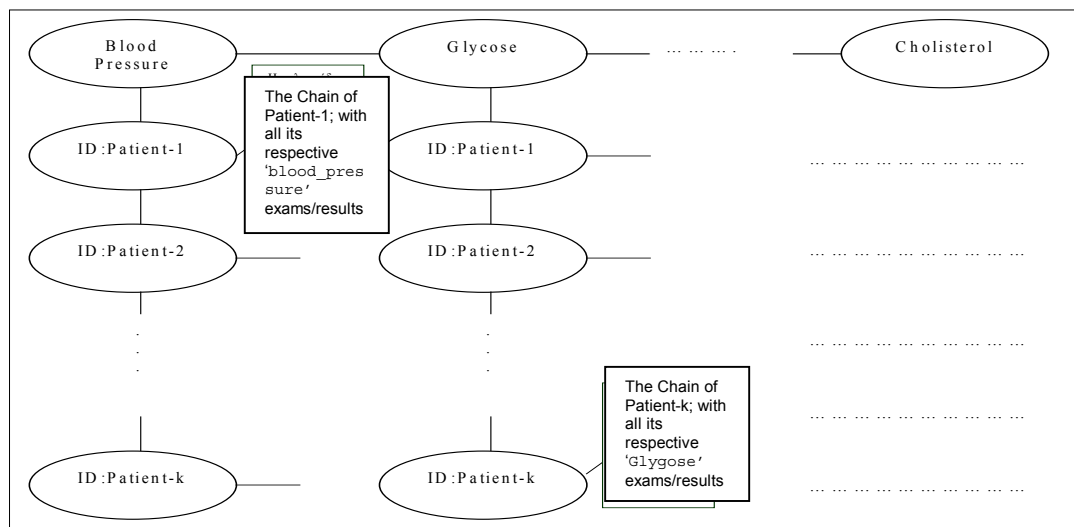 Blood
Pressure
Glycose
... ... ... .
Cholisterol
The Chain of
Patient-1; with
all its
respective
‘blood_pres
sure’
exams/results
ID:Patient-1
ID:Patient-1
... ... ... ... ... ... ... ... ...
ID:Patient-2
ID:Patient-2
... ... ... ... ... ... ... ... ...
.
.
.
.
.
.
... ... ... ... ... ... ... ... ...
The Chain of
Patient-k; with
all its
respective
‘Glygose’
exams/results
... ... ... ... ... ... ... ... ...
ID:Patient-k
ID:Patient-k
... ... ... ... ... ... ... ... ...